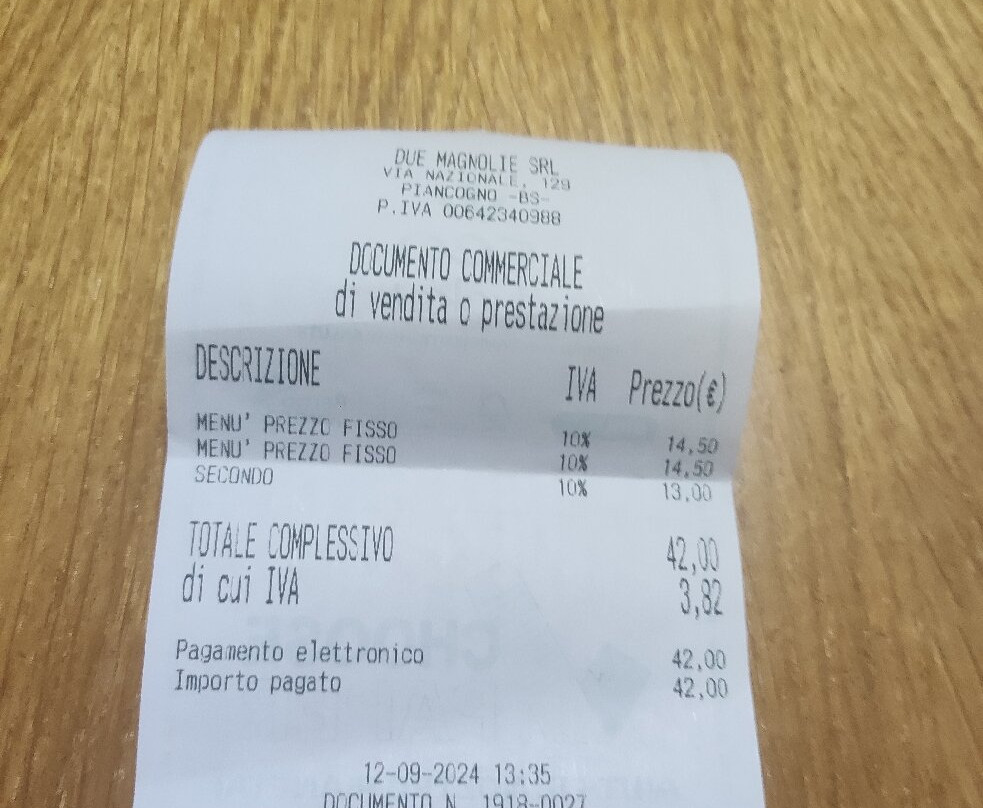 DUE MAGNOLIE SRL
VIA NAZIONALE, 129
PIANCOGNO -BS-
P.IVA 00642340988
DOCUMENTO COMMERCIALE
di vendita o prestazione
DESCRIZIONE IVA Prezzo(€)
MENU' PREZZO FISSO 10% 14,50
MENU' PREZZO FISSO 10% 14,50
SECONDO 10% 13,00
TOTALE COMPLESSIVO 42,00
di cui IVA 3,82
Pagamento elettronico 42,00
Importo pagato 42,00
12-09-2024 13:35
DOCUMENTO N. 1918-0027